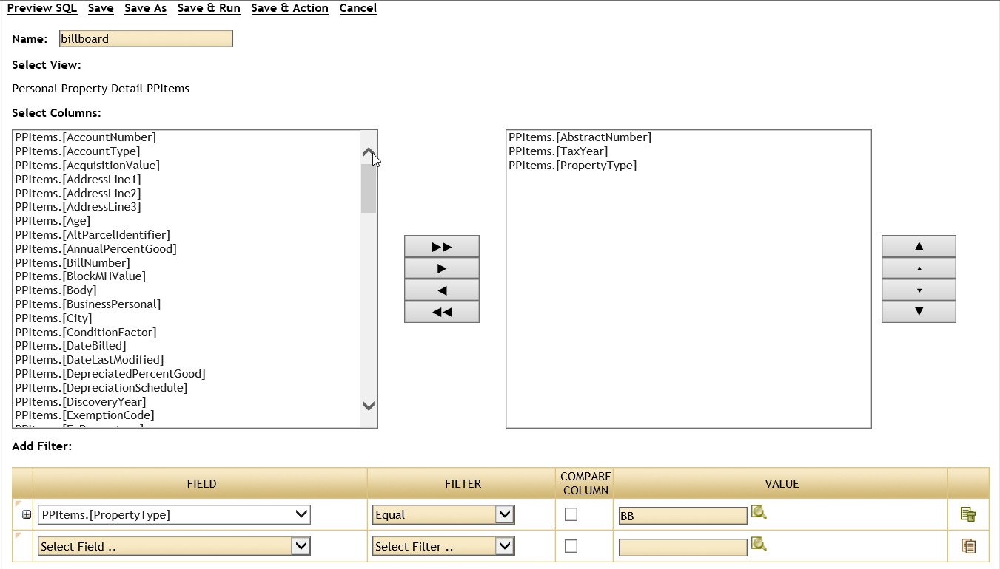 Preview SQL Save Save As Save & Run Save & Action Cancel
Name: billboard
Select View:
Personal Property Detail PPItems
Select Columns:
PPItems.[AccountNumber]
PPItems.[AccountType]
PPItems.[AcquisitionValue]
PPItems.[AddressLine1]
PPItems.[AddressLine2]
PPItems.[AddressLine3]
PPItems.[Age]
PPItems.[AltParcelIdentifier]
PPItems.[AnnualPercentGood]
PPItems.[BillNumber]
PPItems.[BlockMHValue]
PPItems.[Body]
PPItems.[BusinessPersonal]
PPItems.[City]
PPItems.[ConditionFactor]
PPItems.[DateBilled]
PPItems.[DateLastModified]
PPItems.[DepreciatedPercentGood]
PPItems.[DepreciationSchedule]
PPItems.[DiscoveryYear]
PPItems.[ExemptionCode]
PPItems.[AbstractNumber]
PPItems.[TaxYear]
PPItems.[PropertyType]
Add Filter:
FIELD FILTER COMPARE COLUMN VALUE
PPItems.[PropertyType] Equal BB
Select Field .. Select Filter ..